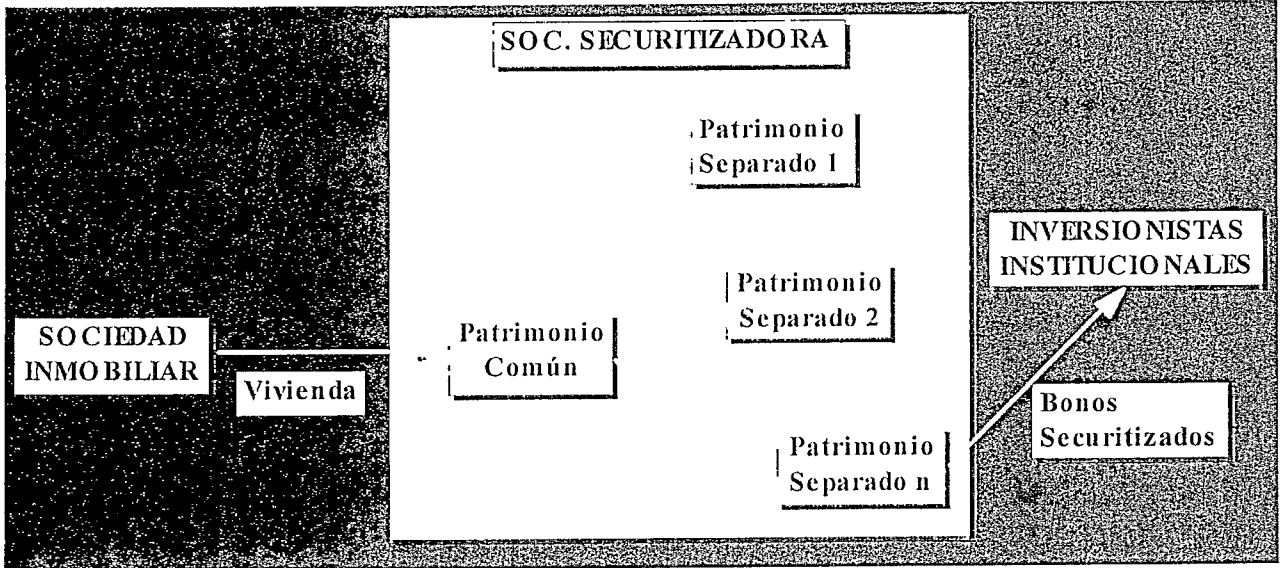 SOC. SECURITIZADORA
Patrimonio
Separado 1
INVERSIONISTAS
INSTITUCIONALES
Patrimonio
Separado 2
SOCIEDAD
INMOBILIAR
Vivienda
Patrimonio
Común
Bonos
Securitizados
Patrimonio
Separado n